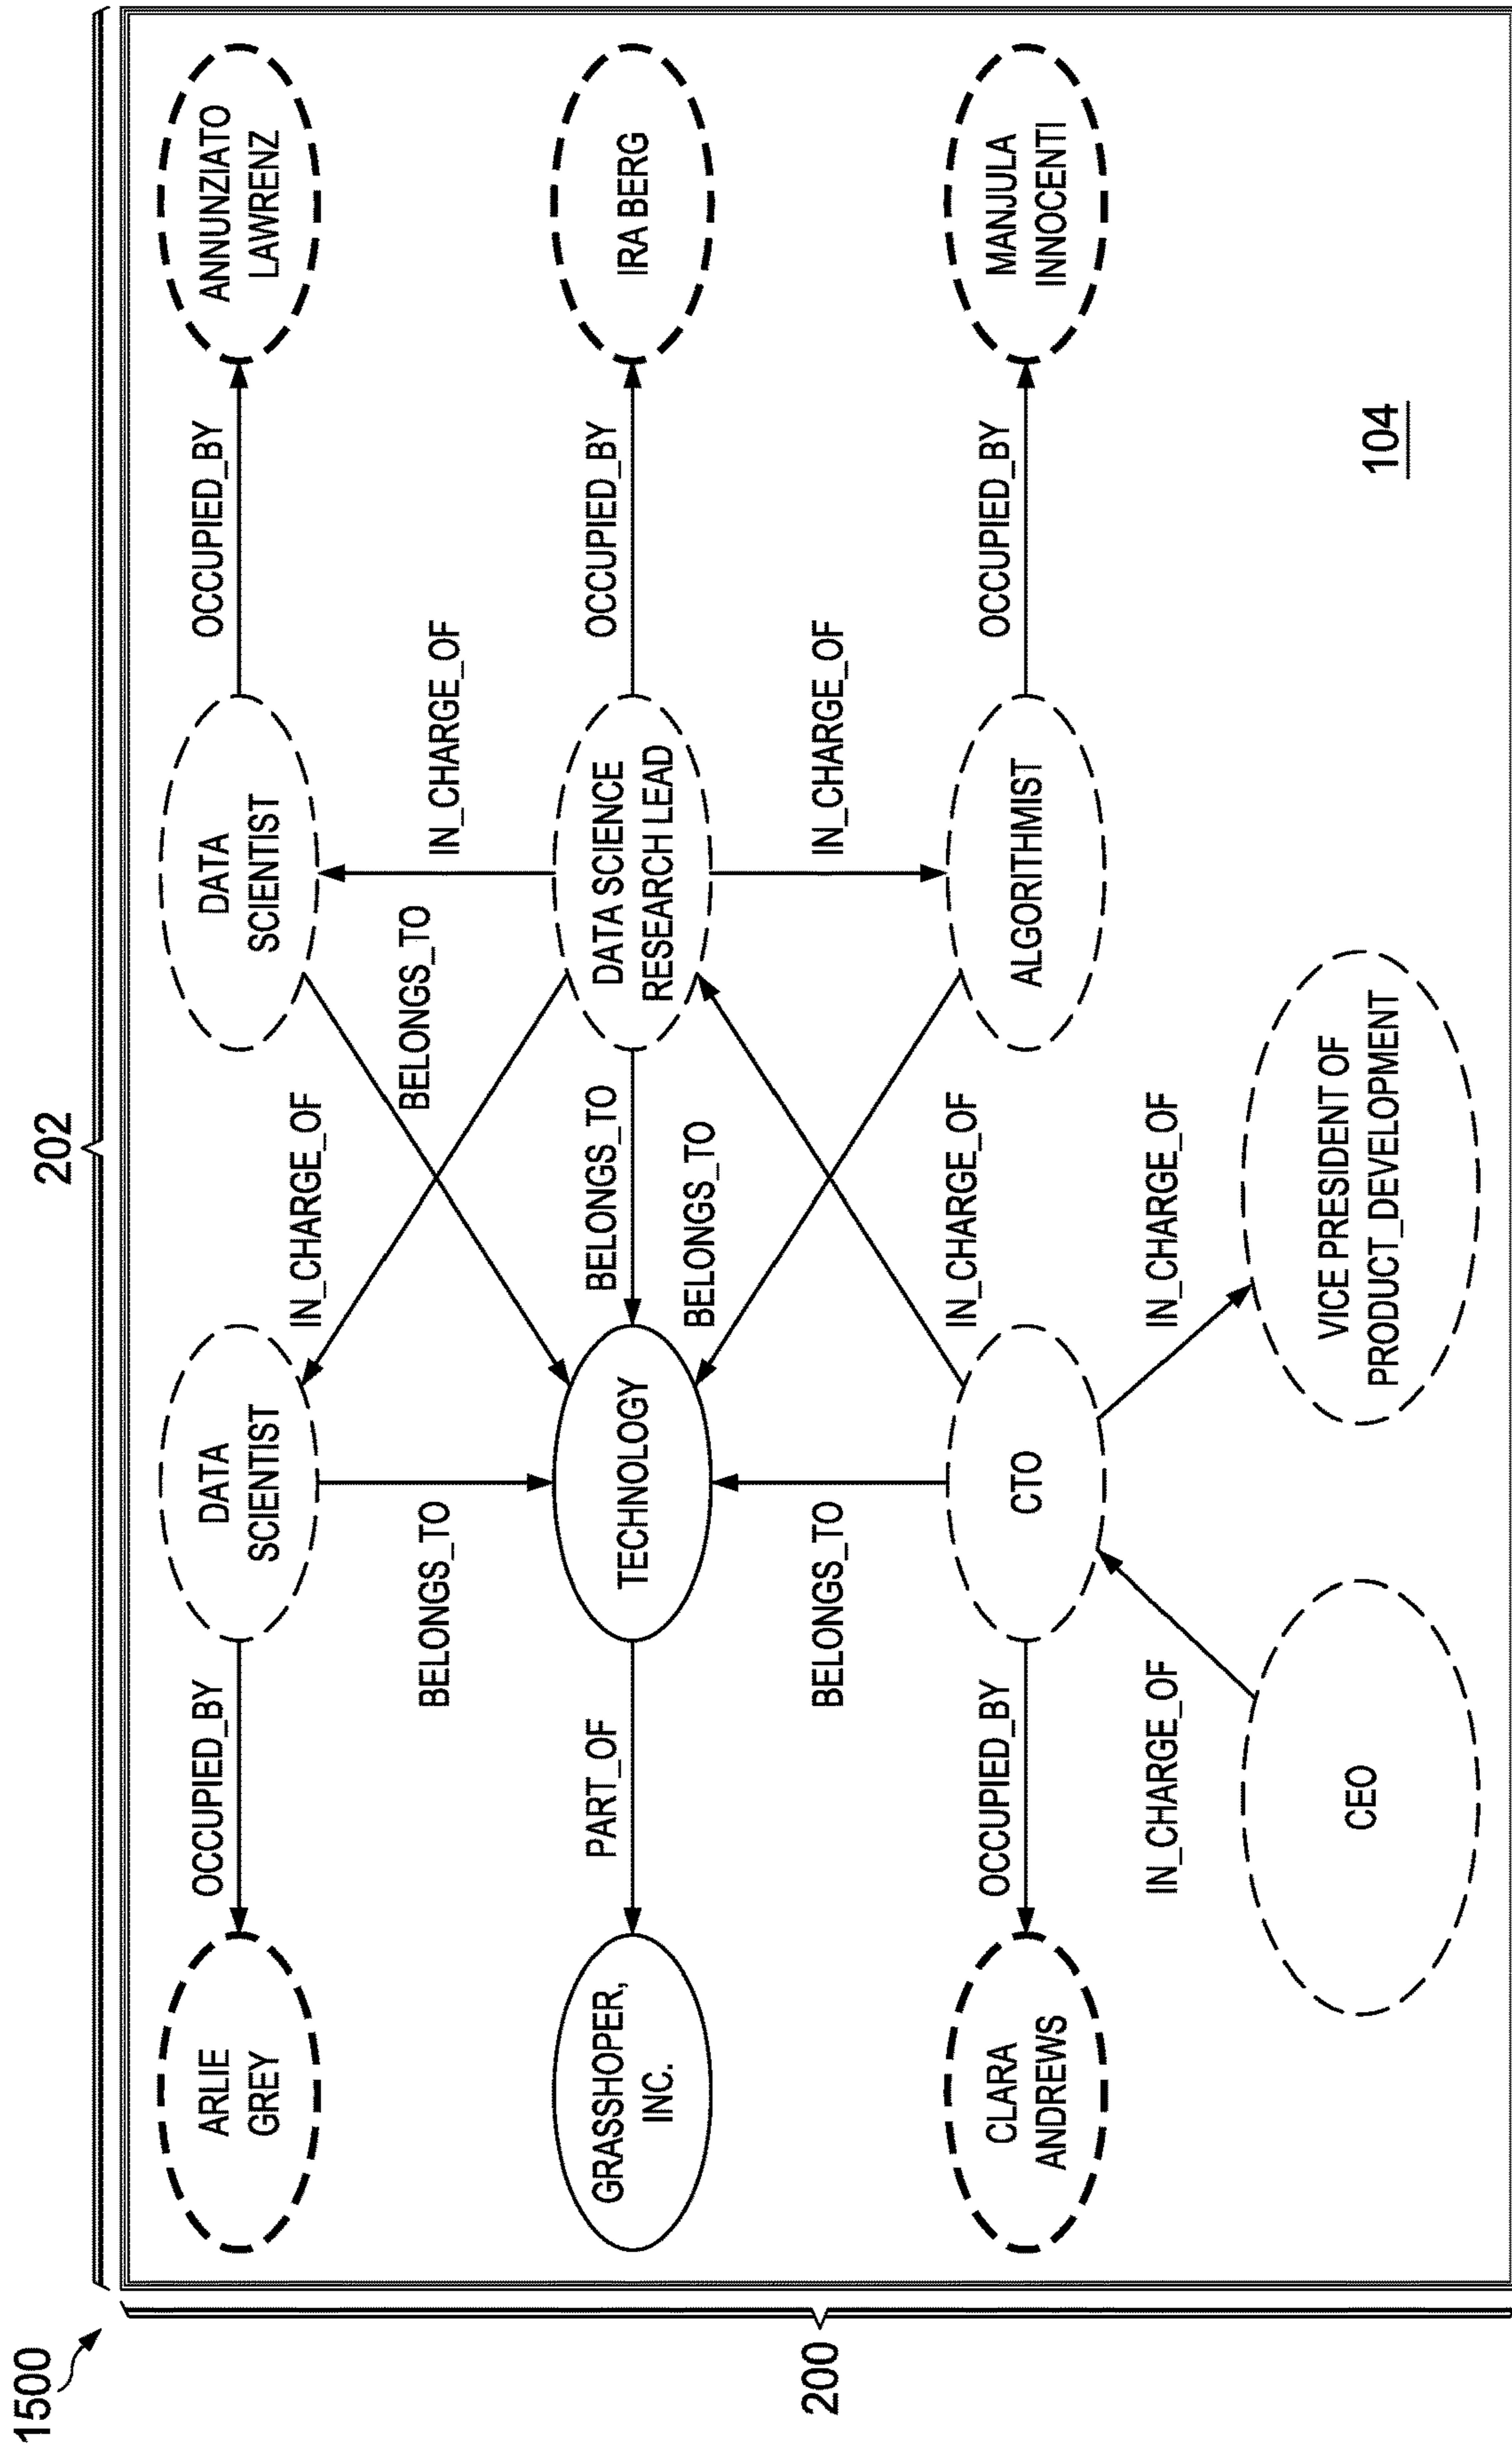 1500
202
200
ARLIE
GREY
OCCUPIED_BY
DATA
SCIENTIST
IN_CHARGE_OF
DATA
SCIENTIST
OCCUPIED_BY
ANNUNZIATO
LAWRENZ
BELONGS_TO
BELONGS_TO
IN_CHARGE_OF
GRASSHOPER,
INC.
PART_OF
TECHNOLOGY
BELONGS_TO
DATA SCIENCE
RESEARCH LEAD
OCCUPIED_BY
IRA BERG
BELONGS_TO
BELONGS_TO
IN_CHARGE_OF
CLARA
ANDREWS
OCCUPIED_BY
CTO
IN_CHARGE_OF
ALGORITHMIST
OCCUPIED_BY
MANJULA
INNOCENTI
IN_CHARGE_OF
IN_CHARGE_OF
CEO
VICE PRESIDENT OF
PRODUCT_DEVELOPMENT
104